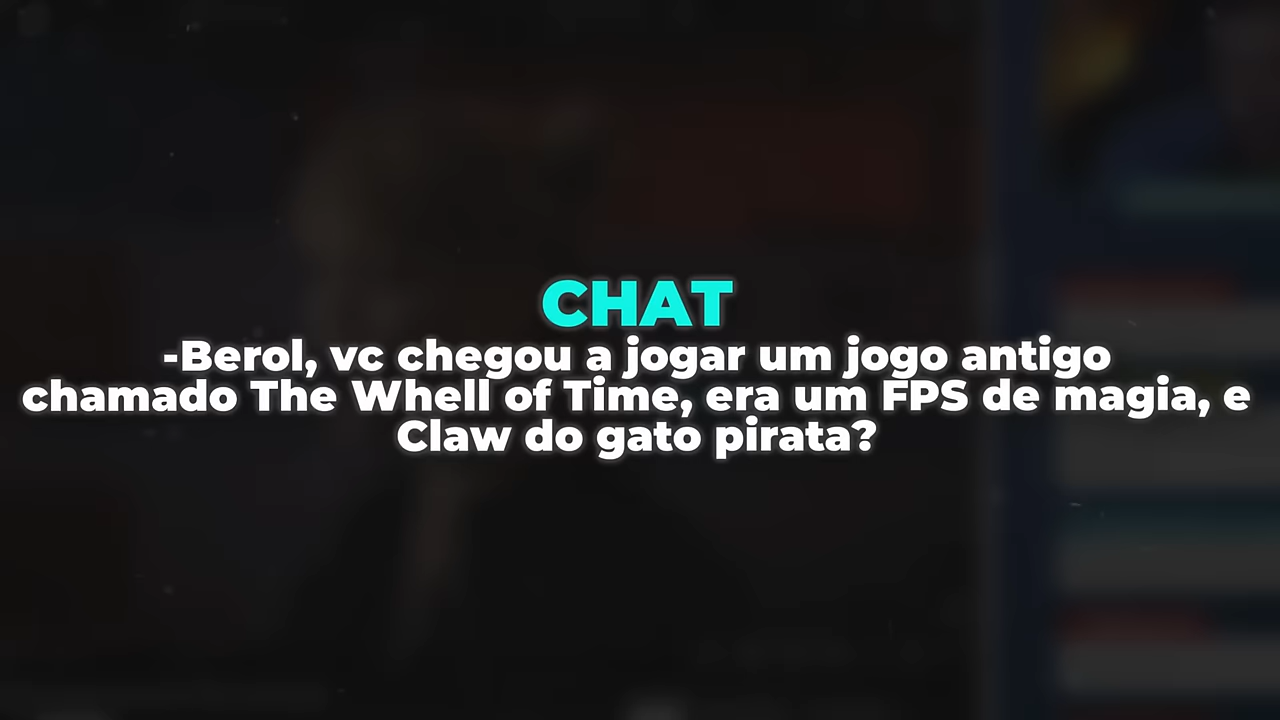 CHAT
-Berol, vc chegou a jogar um jogo antigo
chamado The Whell of Time, era um FPS de magia, e
Claw do gato pirata?